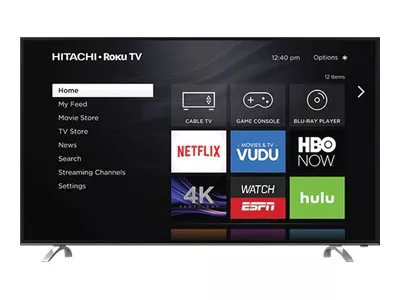 HITACHI • Roku TV
12:40 pm
Options ✱
12 Items
Home
My Feed
Movie Store
TV Store
News
Search
Streaming Channels
Settings
CABLE TV
GAME CONSOLE
BLU-RAY PLAYER
NETFLIX
MOVIES & TV
VUDU
HBO
NOW
4K
WATCH
ESPN
hulu